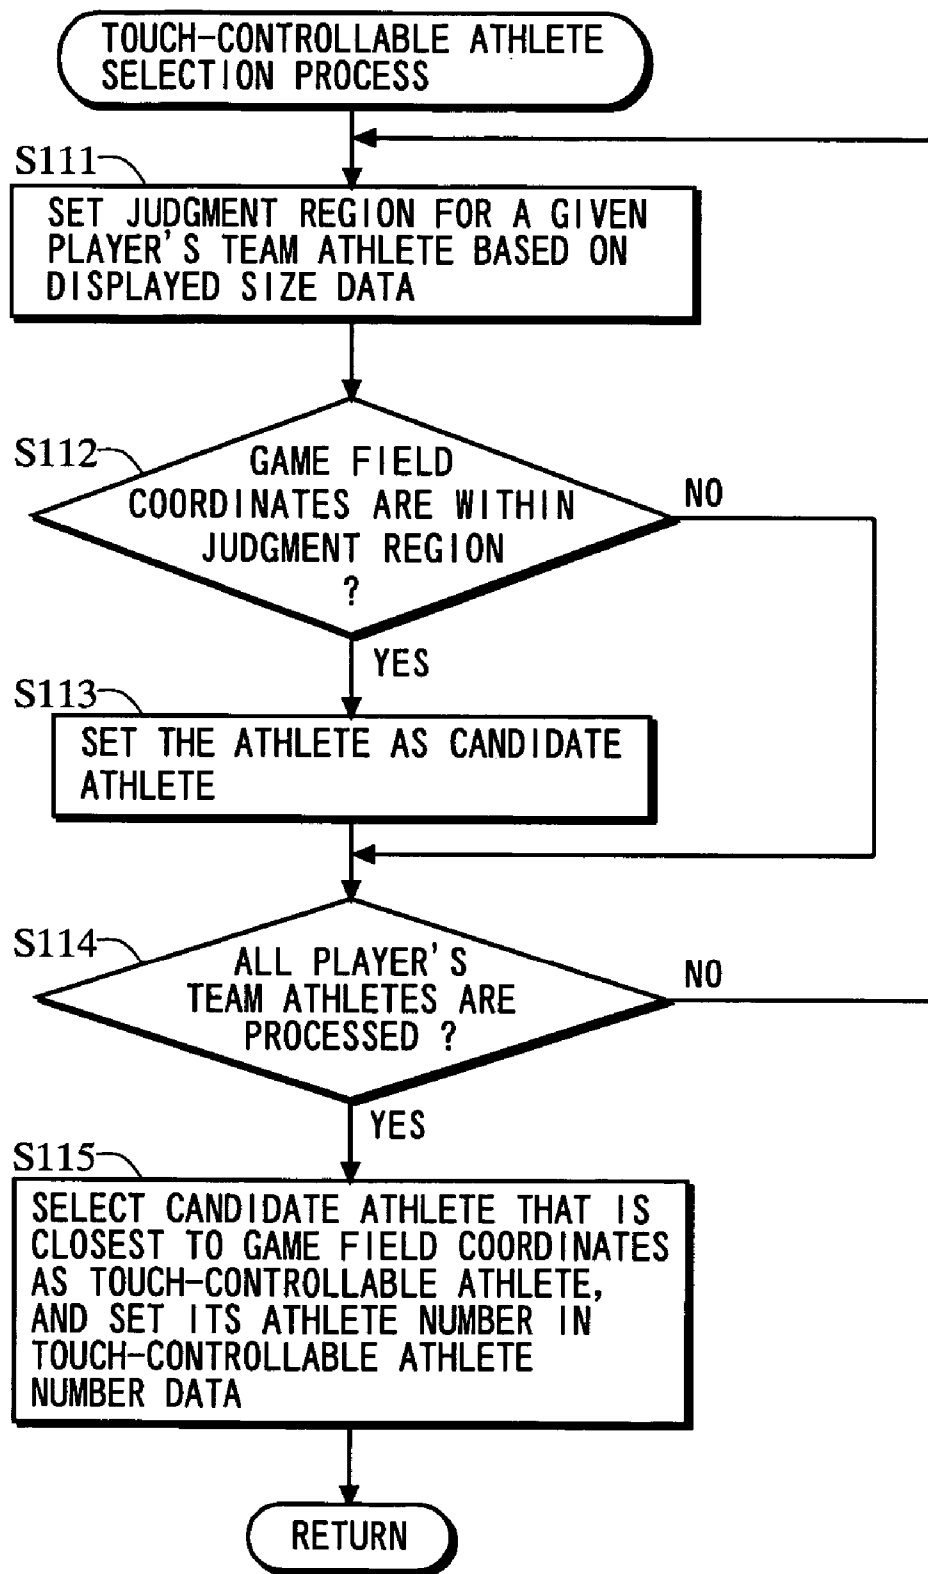 TOUCH-CONTROLLABLE ATHLETE
SELECTION PROCESS
S111
SET JUDGMENT REGION FOR A GIVEN
PLAYER'S TEAM ATHLETE BASED ON
DISPLAYED SIZE DATA
S112
GAME FIELD
COORDINATES ARE WITHIN
JUDGMENT REGION
?
NO
YES
S113
SET THE ATHLETE AS CANDIDATE
ATHLETE
S114
ALL PLAYER'S
TEAM ATHLETES ARE
PROCESSED ?
NO
YES
S115
SELECT CANDIDATE ATHLETE THAT IS
CLOSEST TO GAME FIELD COORDINATES
AS TOUCH-CONTROLLABLE ATHLETE,
AND SET ITS ATHLETE NUMBER IN
TOUCH-CONTROLLABLE ATHLETE
NUMBER DATA
RETURN